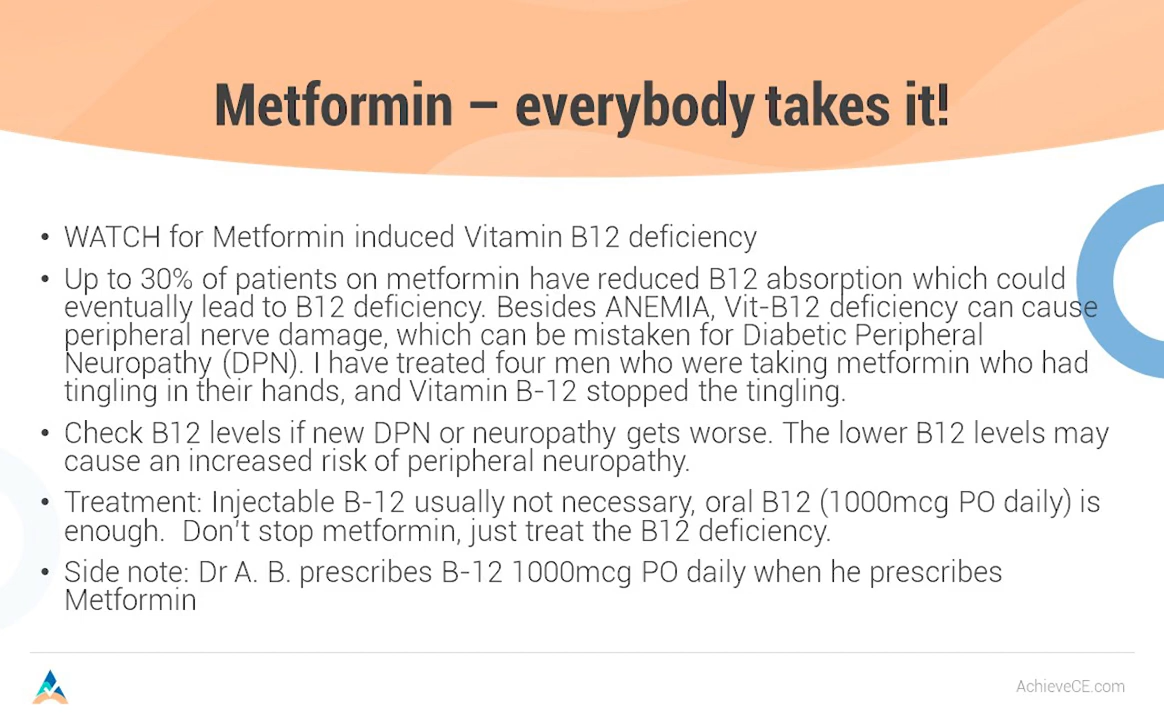 Metformin – everybody takes it!
• WATCH for Metformin induced Vitamin B12 deficiency
• Up to 30% of patients on metformin have reduced B12 absorption which could
eventually lead to B12 deficiency. Besides ANEMIA, Vit-B12 deficiency can cause
peripheral nerve damage, which can be mistaken for Diabetic Peripheral
Neuropathy (DPN). I have treated four men who were taking metformin who had
tingling in their hands, and Vitamin B-12 stopped the tingling.
• Check B12 levels if new DPN or neuropathy gets worse. The lower B12 levels may
cause an increased risk of peripheral neuropathy.
• Treatment: Injectable B-12 usually not necessary, oral B12 (1000mcg PO daily) is
enough.  Don't stop metformin, just treat the B12 deficiency.
• Side note: Dr A. B. prescribes B-12 1000mcg PO daily when he prescribes
Metformin
AchieveCE.com